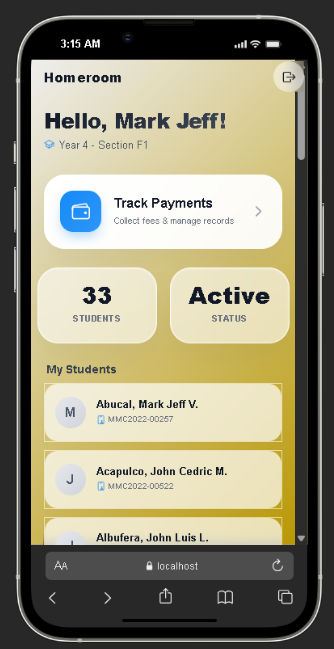 3:15 AM
Homeroom
Hello, Mark Jeff!
Year 4 - Section F1
Track Payments
Collect fees & manage records
33
STUDENTS
Active
STATUS
My Students
M
Abucal, Mark Jeff V.
MMC2022-00257
J
Acapulco, John Cedric M.
MMC2022-00522
J
Albufera, John Luis L.
AA
localhost